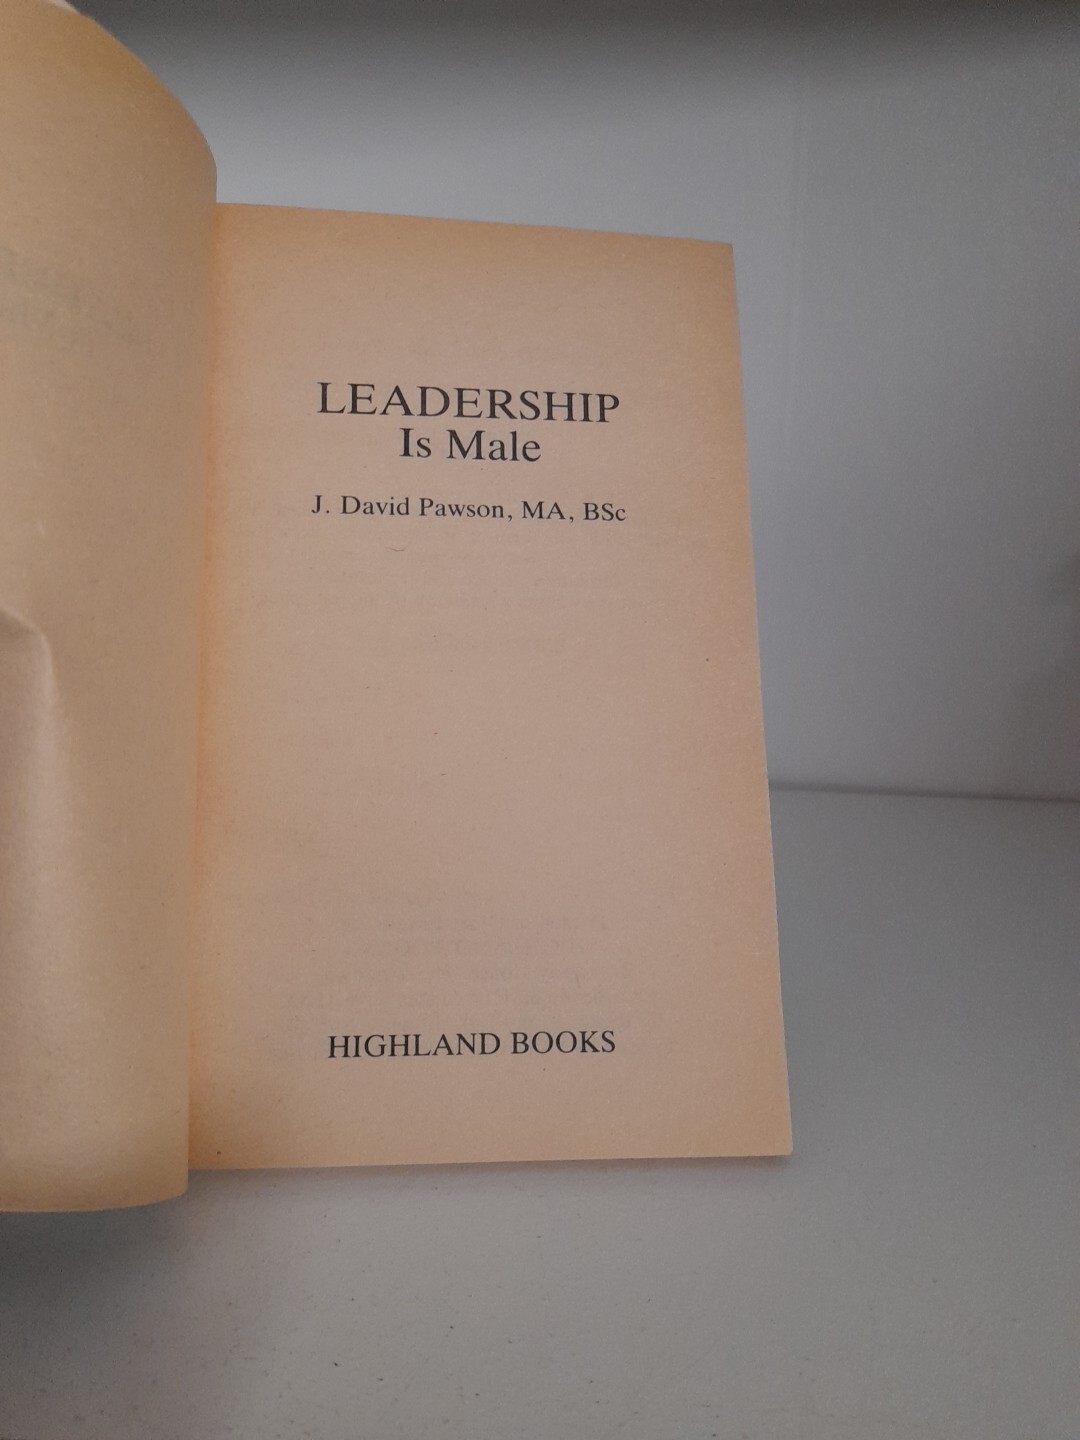 LEADERSHIP
Is Male
J. David Pawson, MA, BSc
HIGHLAND BOOKS